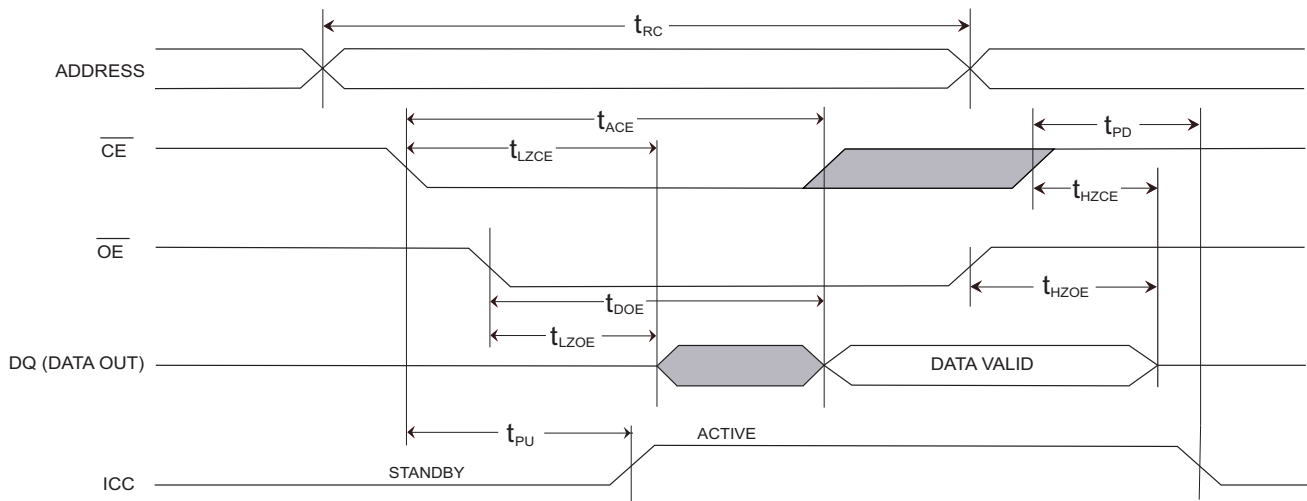 tRC
ADDRESS
tACE
tPD
CE
tLZCE
tHZCE
OE
tHZOE
tDOE
tLZOE
DQ (DATA OUT)
DATA VALID
tPU
ACTIVE
STANDBY
ICC